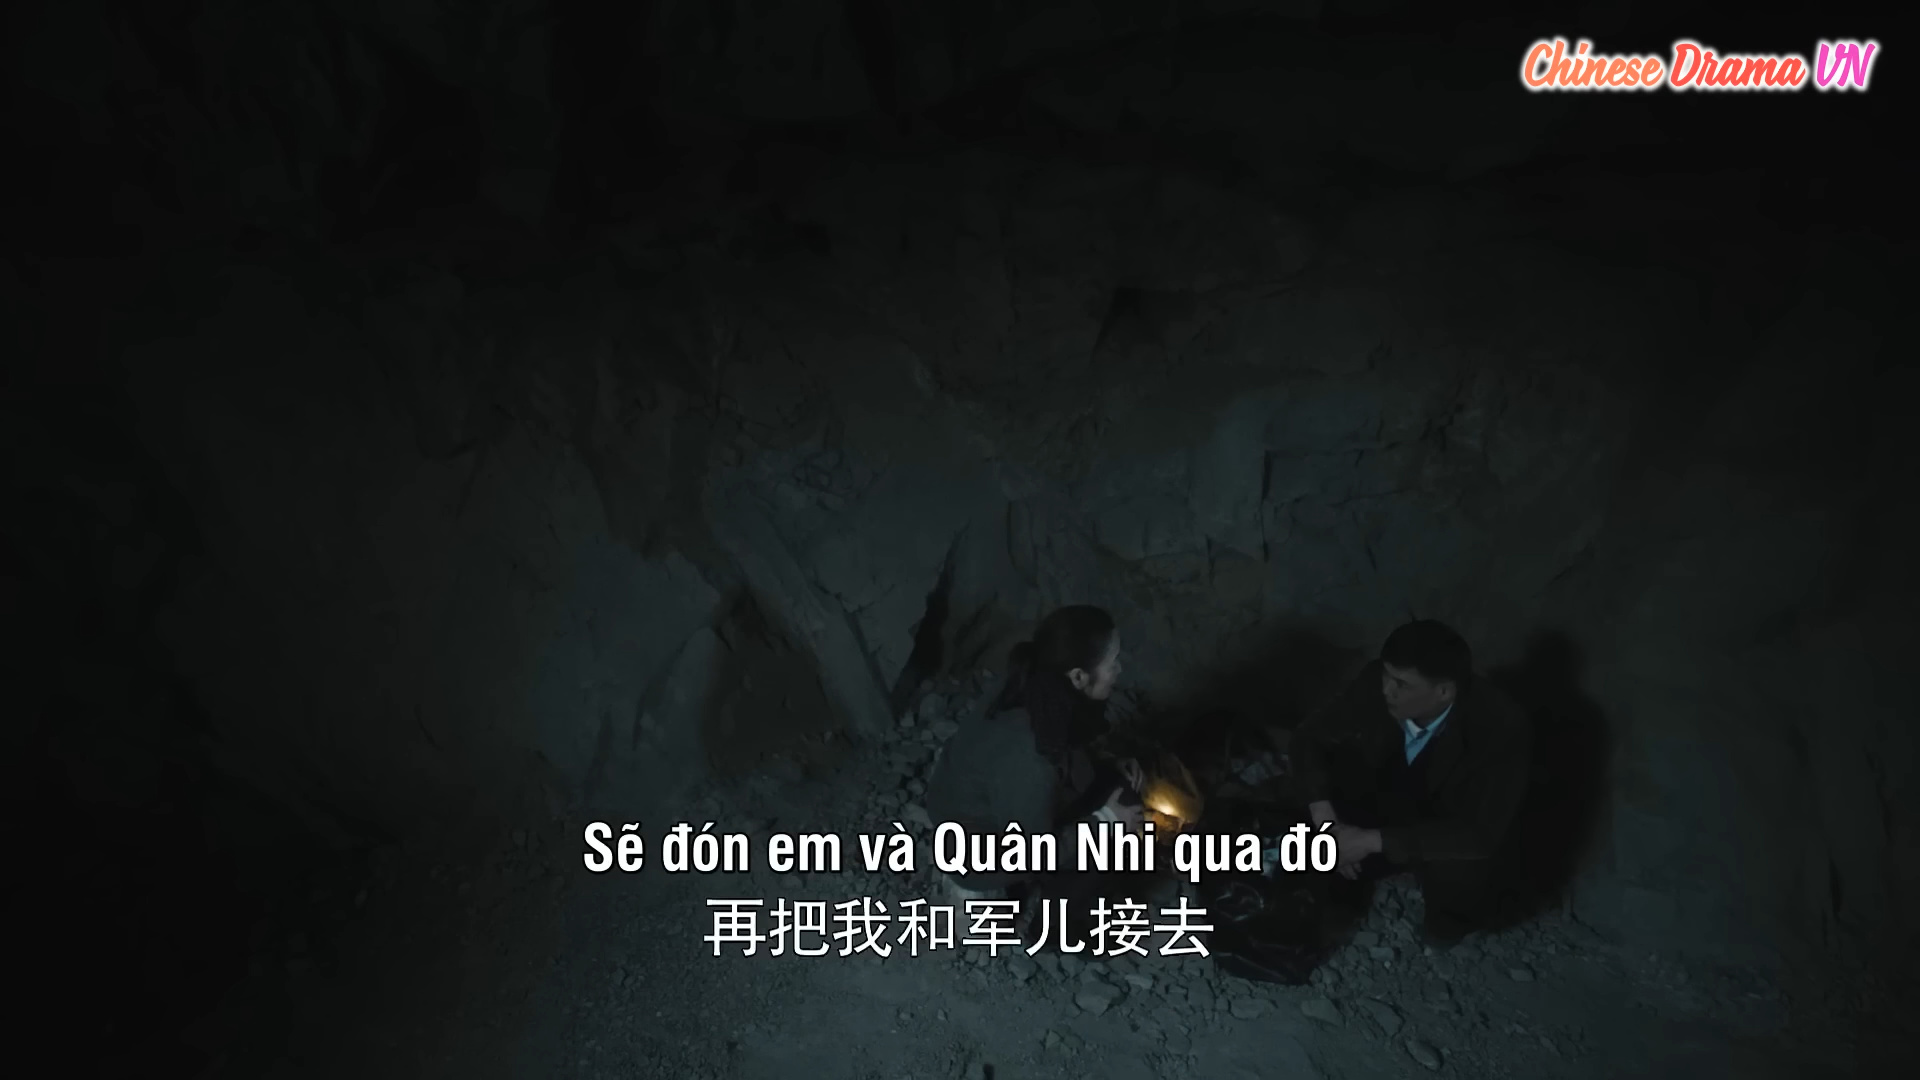 Chinese Drama VN
Sẽ đón em và Quân Nhi qua đó
再把我和军儿接去